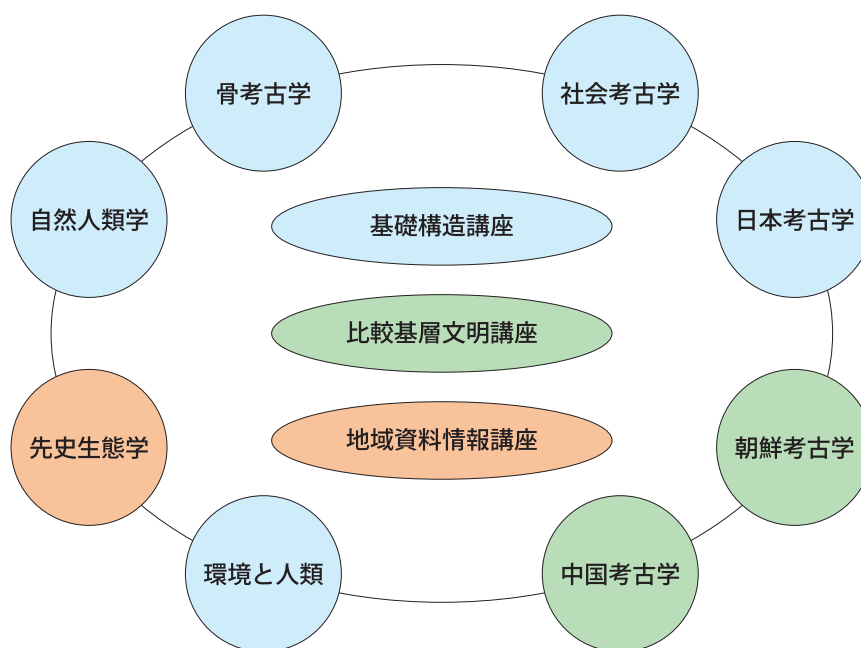 骨考古学
社会考古学
自然人類学
日本考古学
基礎構造講座
比較基層文明講座
地域資料情報講座
先史生態学
朝鮮考古学
環境と人類
中国考古学